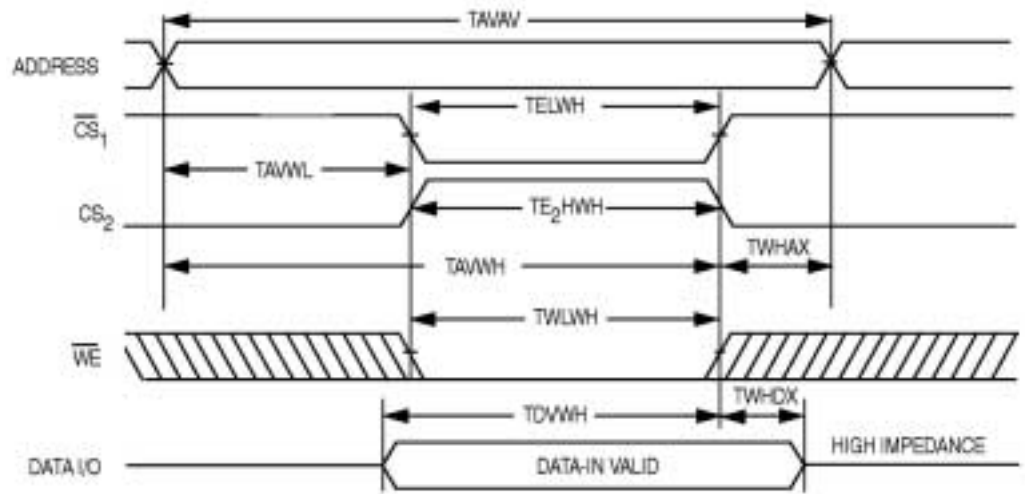 TAVAV
ADDRESS
TELWH
CS1
TAVWL
CS2
TE2HWH
TWHAX
TAVWH
TWLWH
WE
TWHDX
TDVWH
DATA I/O
DATA-IN VALID
HIGH IMPEDANCE